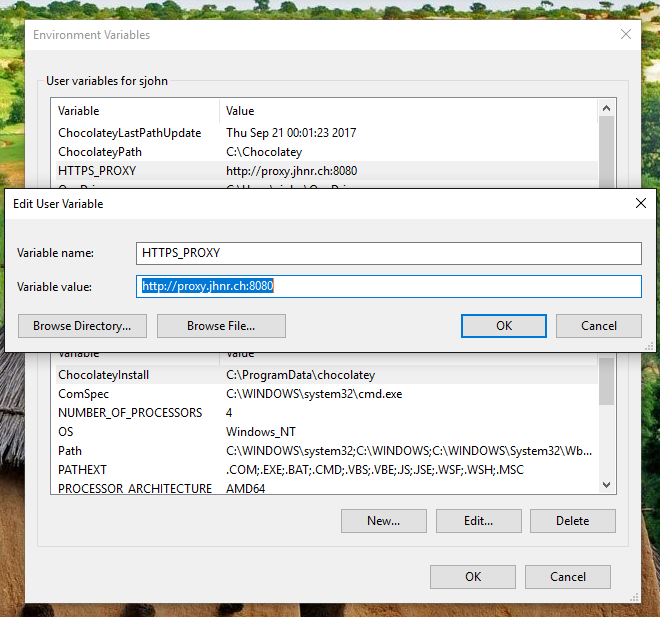 Environment Variables
User variables for sjohn
Variable Value
ChocolateyLastPathUpdate Thu Sep 21 00:01:23 2017
ChocolateyPath C:\Chocolatey
HTTPS_PROXY http://proxy.jhnr.ch:8080
Edit User Variable
Variable name: HTTPS_PROXY
Variable value: http://proxy.jhnr.ch:8080
Browse Directory... Browse File... OK Cancel
Variable Value
ChocolateyInstall C:\ProgramData\chocolatey
ComSpec C:\WINDOWS\system32\cmd.exe
NUMBER_OF_PROCESSORS 4
OS Windows_NT
Path C:\WINDOWS\system32;C:\WINDOWS;C:\WINDOWS\System32\Wb...
PATHEXT .COM;.EXE;.BAT;.CMD;.VBS;.VBE;.JS;.JSE;.WSF;.WSH;.MSC
PROCESSOR_ARCHITECTURE AMD64
New... Edit... Delete
OK Cancel